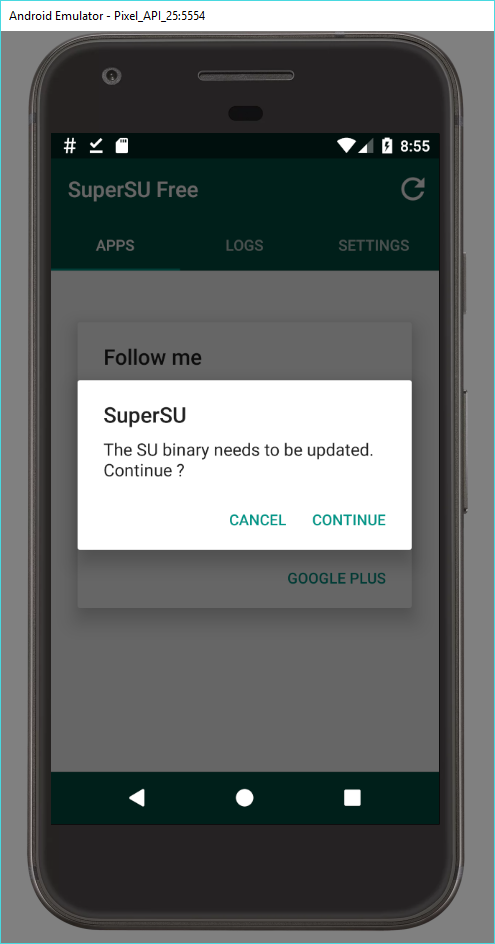 Android Emulator - Pixel_API_25:5554
# 8:55
SuperSU Free
APPS LOGS SETTINGS
Follow me
SuperSU
The SU binary needs to be updated.
Continue ?
CANCEL CONTINUE
GOOGLE PLUS